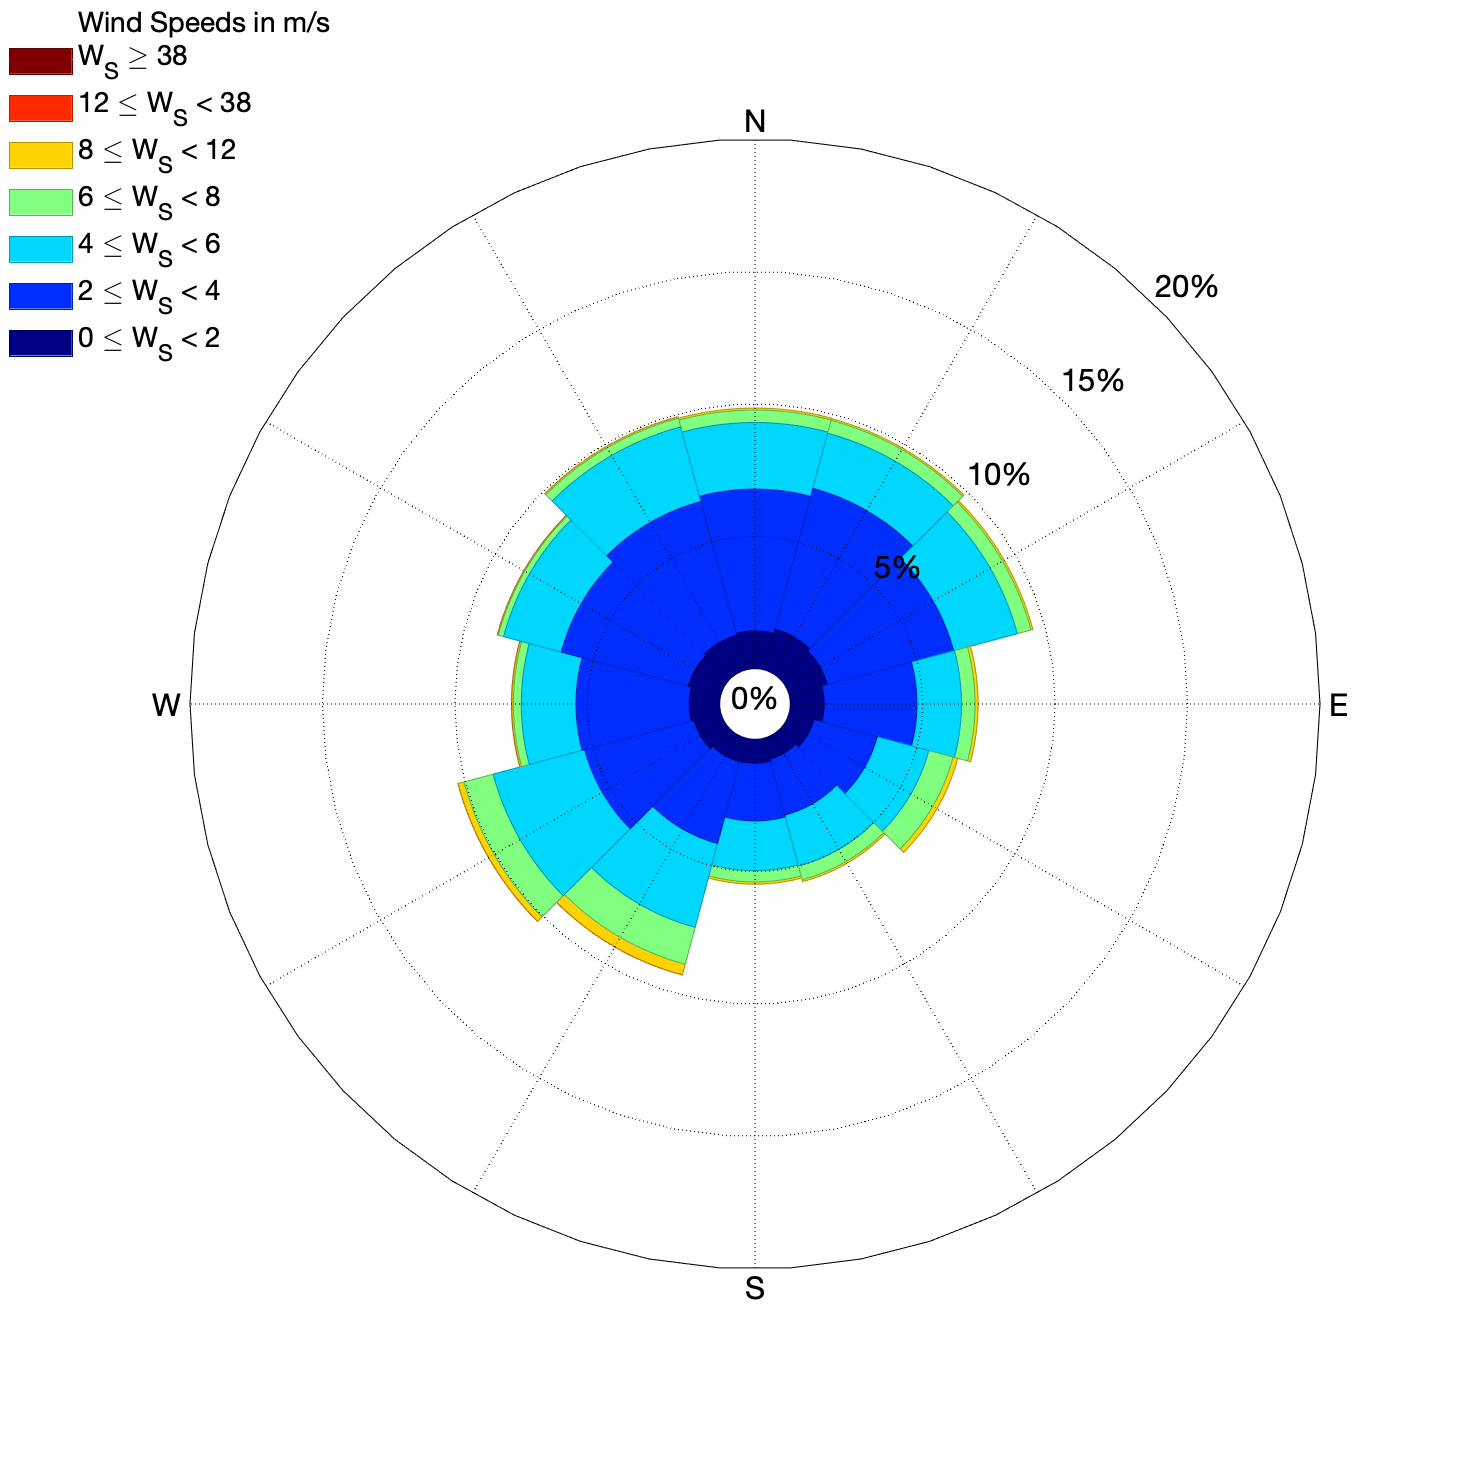 Wind Speeds in m/s
W_S ≥ 38
12 ≤ W_S < 38
8 ≤ W_S < 12
6 ≤ W_S < 8
4 ≤ W_S < 6
2 ≤ W_S < 4
0 ≤ W_S < 2
N
20%
15%
10%
5%
0%
W
E
S